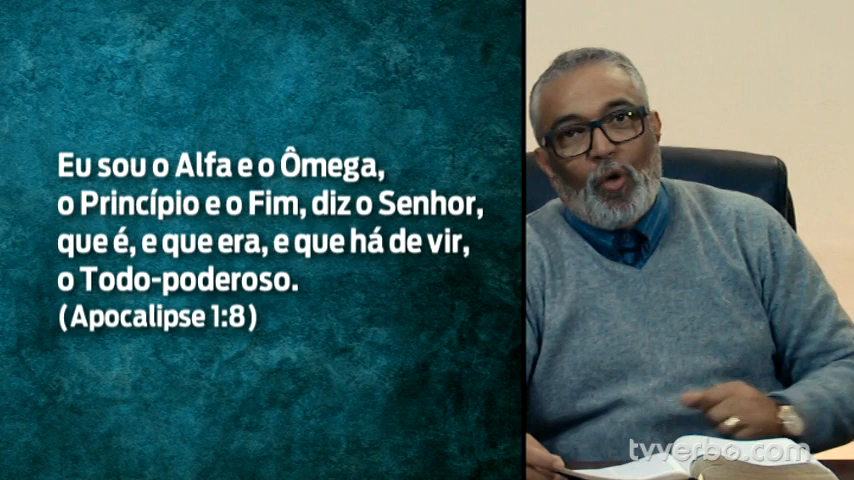 Eu sou o Alfa e o Ômega,
o Princípio e o Fim, diz o Senhor,
que é, e que era, e que há de vir,
o Todo-poderoso.
(Apocalipse 1:8)
tvverbo.com